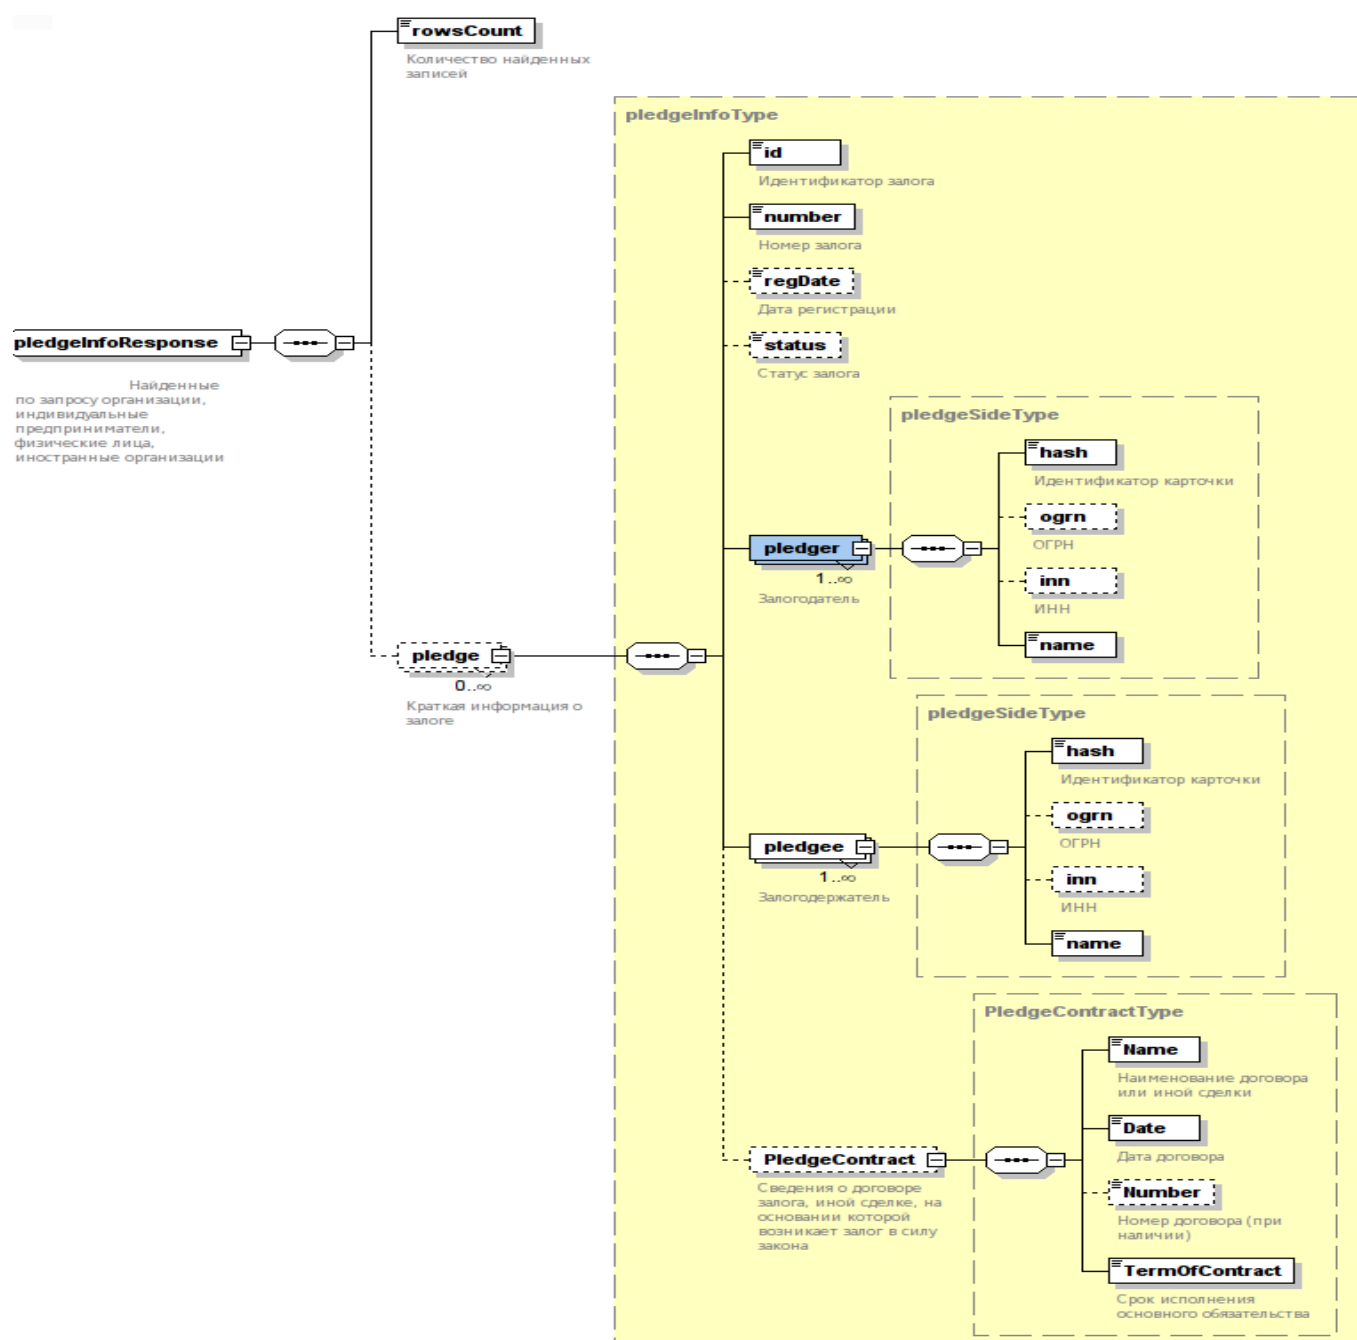 rowsCount
Количество найденных
записей
pledgeInfoType
id
Идентификатор залога
number
Номер залога
regDate
Дата регистрации
status
Статус залога
pledgeInfoResponse
Найденные
по запросу организации,
индивидуальные
предприниматели,
физические лица,
иностранные организации
pledgeSideType
hash
Идентификатор карточки
ogrn
ОГРН
inn
ИНН
name
pledger
1..∞
Залогодатель
pledge
0..∞
Краткая информация о
залоге
pledgeSideType
hash
Идентификатор карточки
ogrn
ОГРН
inn
ИНН
name
pledgee
1..∞
Залогодержатель
PledgeContractType
Name
Наименование договора
или иной сделки
Date
Дата договора
Number
Номер договора (при
наличии)
TermOfContract
Срок исполнения
основного обязательства
PledgeContract
Сведения о договоре
залога, иной сделке, на
основании которой
возникает залог в силу
закона